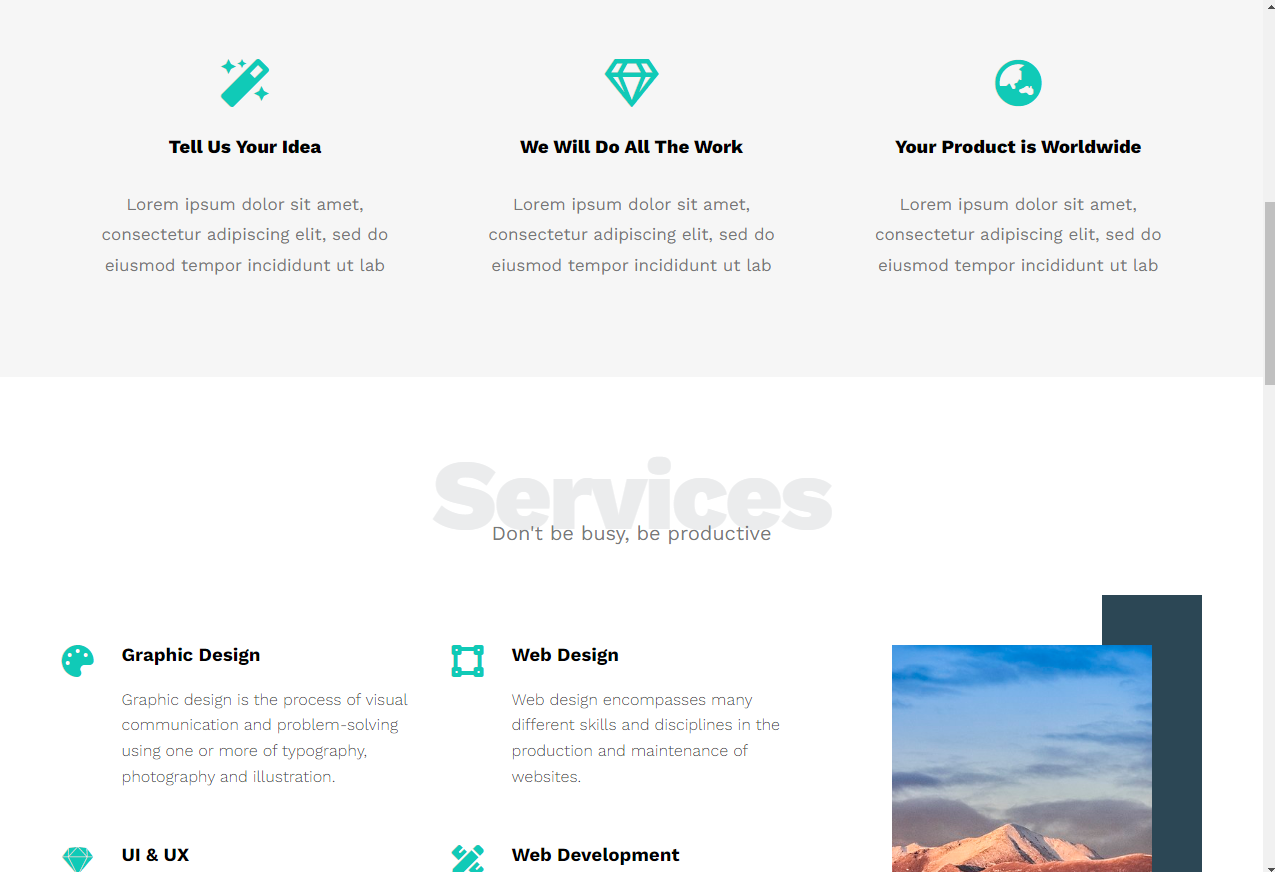 Tell Us Your Idea
We Will Do All The Work
Your Product is Worldwide
Lorem ipsum dolor sit amet,
consectetur adipiscing elit, sed do
eiusmod tempor incididunt ut lab
Lorem ipsum dolor sit amet,
consectetur adipiscing elit, sed do
eiusmod tempor incididunt ut lab
Lorem ipsum dolor sit amet,
consectetur adipiscing elit, sed do
eiusmod tempor incididunt ut lab
Services
Don't be busy, be productive
Graphic Design
Graphic design is the process of visual
communication and problem-solving
using one or more of typography,
photography and illustration.
Web Design
Web design encompasses many
different skills and disciplines in the
production and maintenance of
websites.
UI & UX
Web Development